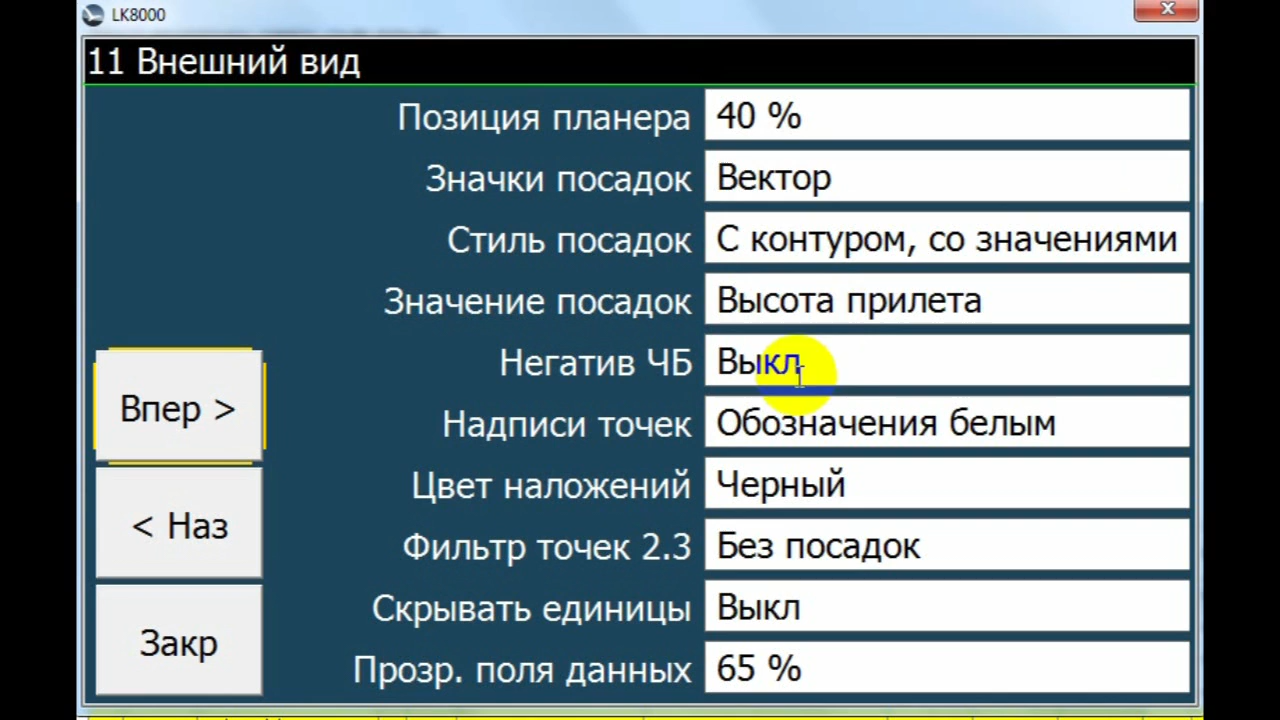 LK8000
11 Внешний вид
Позиция планера 40 %
Значки посадок Вектор
Стиль посадок С контуром, со значениями
Значение посадок Высота прилета
Негатив ЧБ Выкл
Надписи точек Обозначения белым
Цвет наложений Черный
Фильтр точек 2.3 Без посадок
Скрывать единицы Выкл
Прозр. поля данных 65 %
Впер >
< Наз
Закр